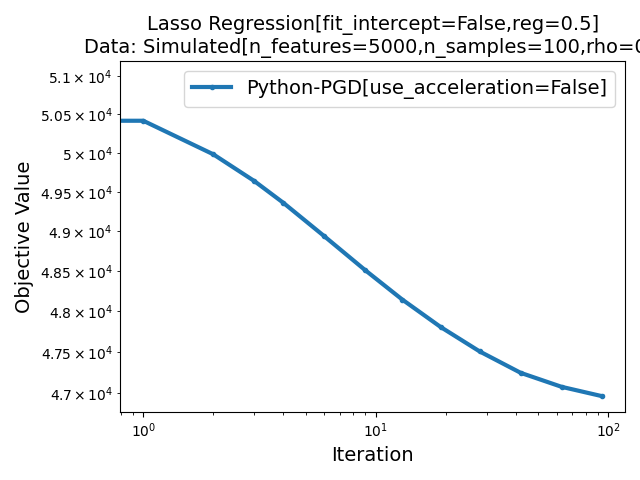 Lasso Regression[fit_intercept=False,reg=0.5]
Data: Simulated[n_features=5000,n_samples=100,rho=0
Python-PGD[use_acceleration=False]
Objective Value
5.1 × 10⁴
5.05 × 10⁴
5 × 10⁴
4.95 × 10⁴
4.9 × 10⁴
4.85 × 10⁴
4.8 × 10⁴
4.75 × 10⁴
4.7 × 10⁴
10⁰ 10¹ 10²
Iteration